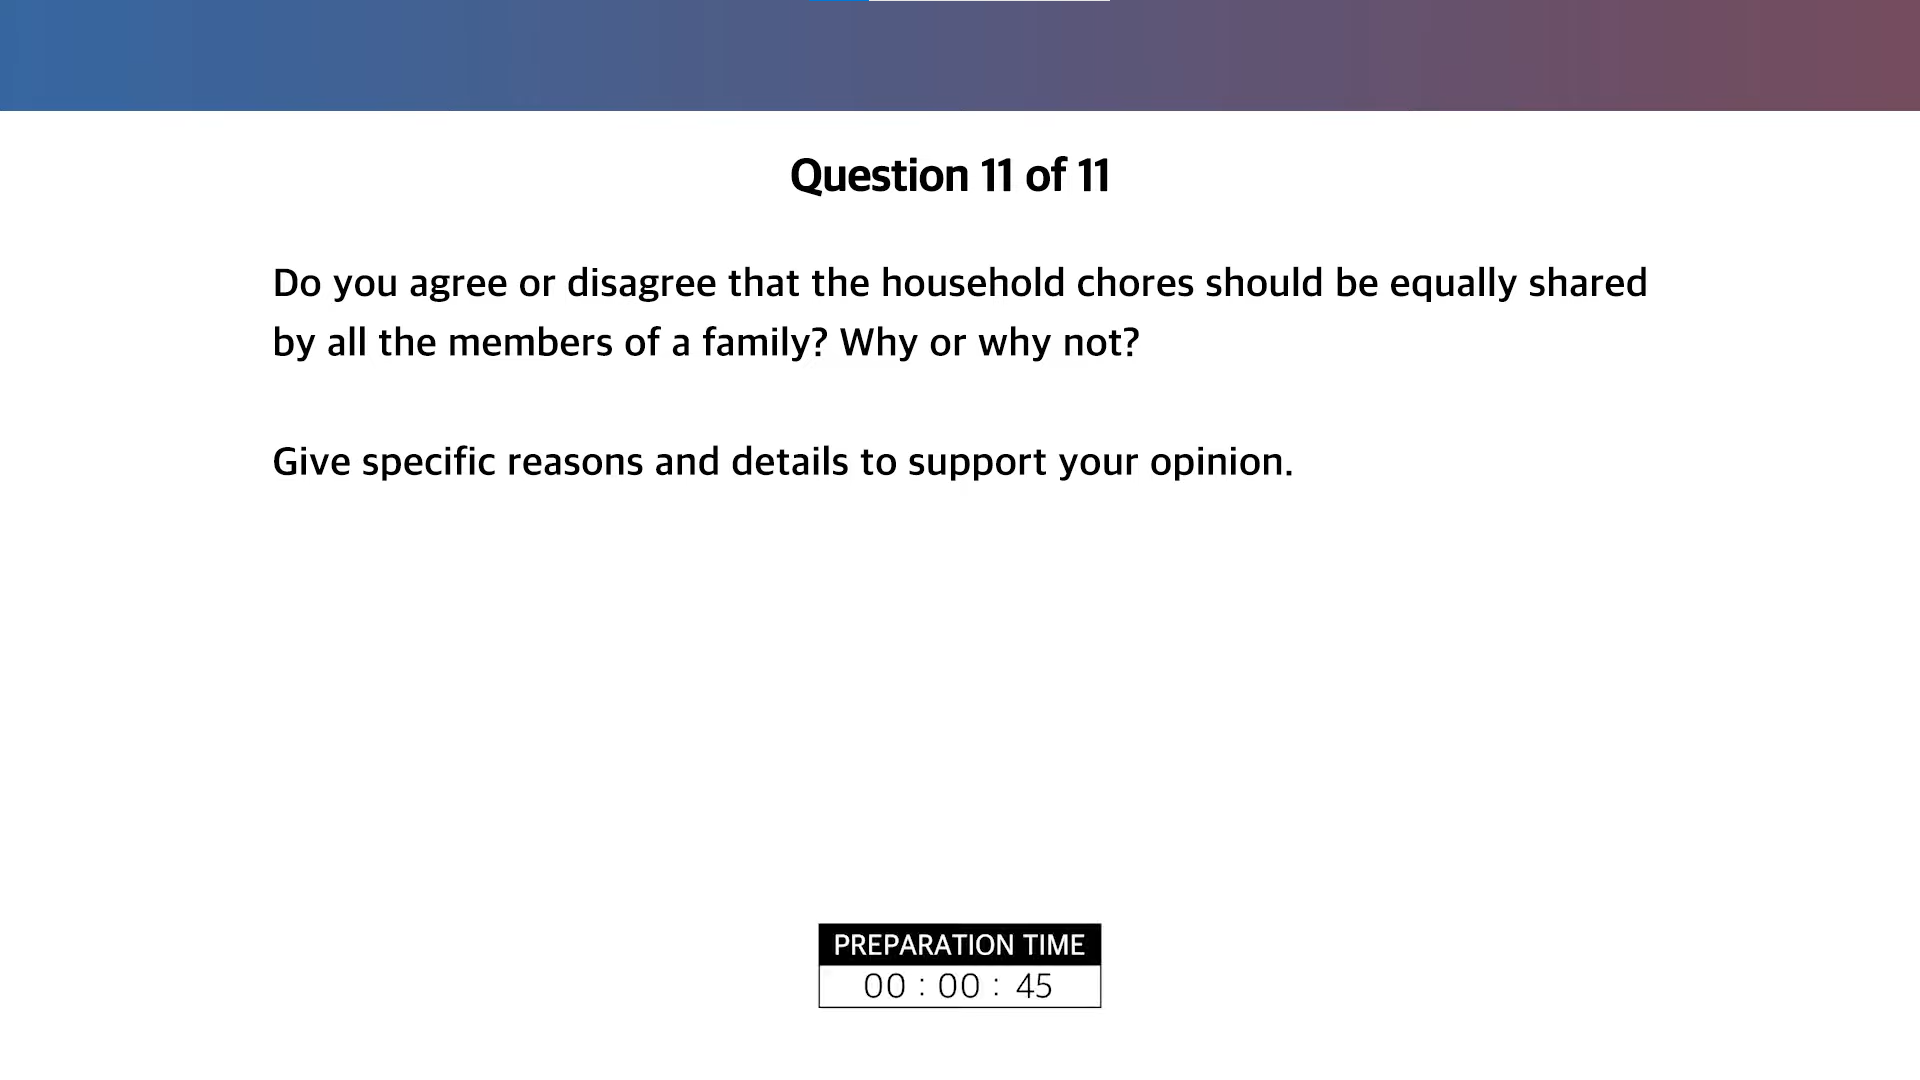 Question 11 of 11
Do you agree or disagree that the household chores should be equally shared
by all the members of a family? Why or why not?
Give specific reasons and details to support your opinion.
PREPARATION TIME
00 : 00 : 45